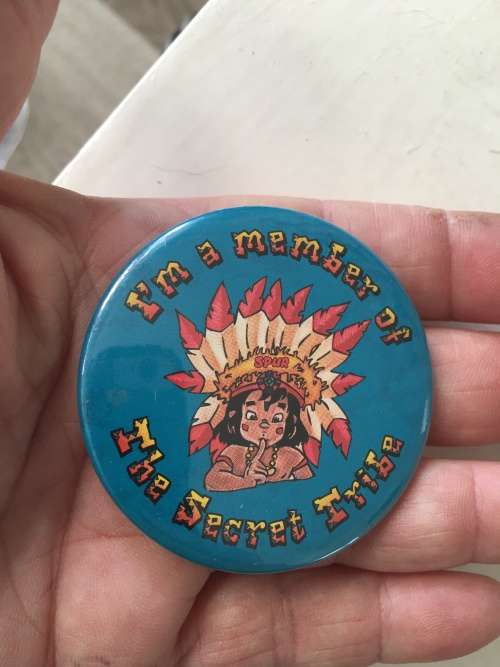 I'm a member of
SPUR
The Secret Tribe